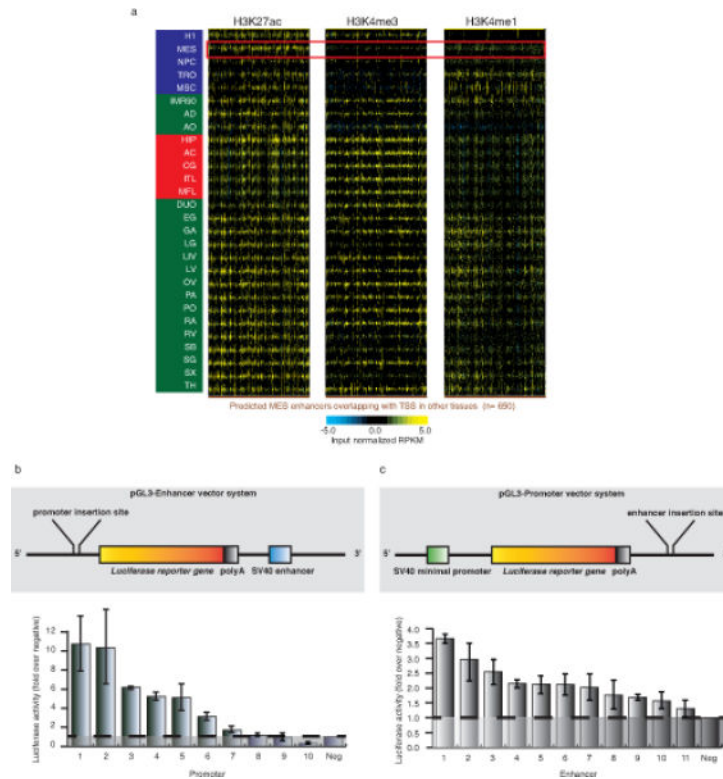 a
H3K27ac H3K4me3 H3K4me1
H1
MES
NPC
TRO
MSC
IMR90
AD
AO
HIP
AC
CG
ITL
MFL
DUO
EG
GA
LG
LIV
LV
OV
PA
PO
RA
RV
SB
SG
SX
TH
Predicted MES enhancers overlapping with TSS in other tissues (n= 650)
-5.0 0.0 5.0
Input normalized RPKM
b
pGL3-Enhancer vector system
promoter insertion site
5' 3'
Luciferase reporter gene polyA SV40 enhancer
Luciferase activity (fold over negative)
12
10
8
6
4
2
0
1 2 3 4 5 6 7 8 9 10 Neg
Promoter
c
pGL3-Promoter vector system
enhancer insertion site
5' 3'
SV40 minimal promoter Luciferase reporter gene polyA
Luciferase activity (fold over negative)
4.0
3.5
3.0
2.5
2.0
1.5
1.0
0
1 2 3 4 5 6 7 8 9 10 11 Neg
Enhancer